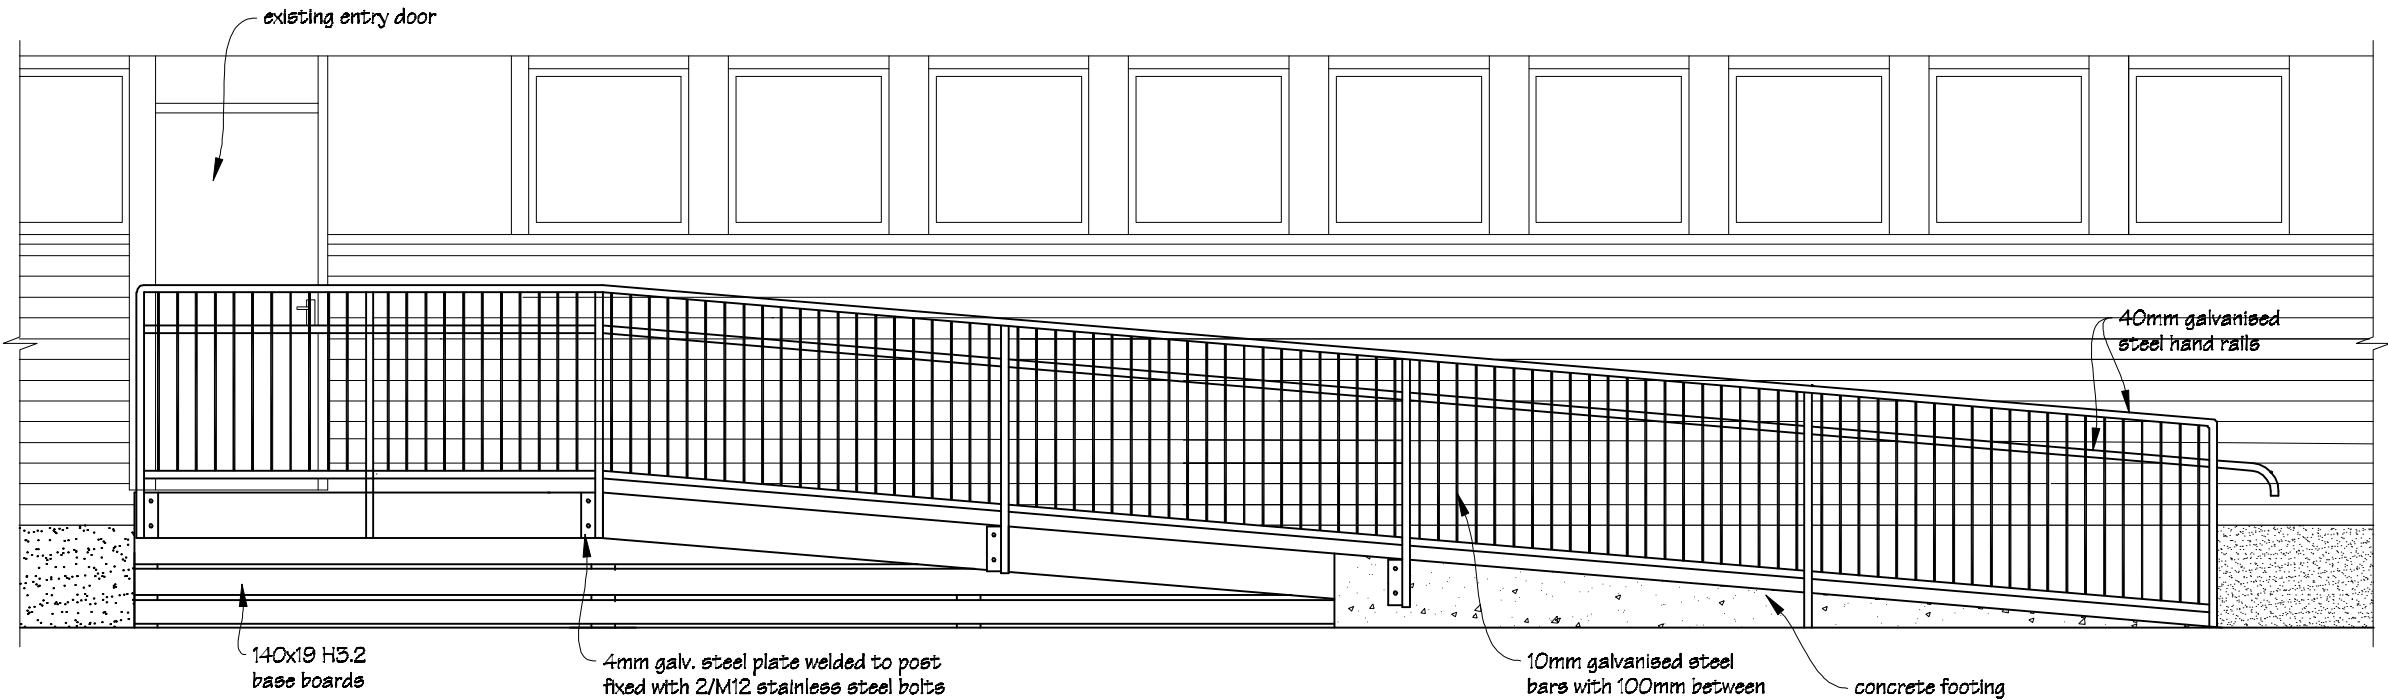 existing entry door
40mm galvanised
steel hand rails
140x19 H3.2
base boards
4mm galv. steel plate welded to post
fixed with 2/M12 stainless steel bolts
10mm galvanised steel
bars with 100mm between
concrete footing